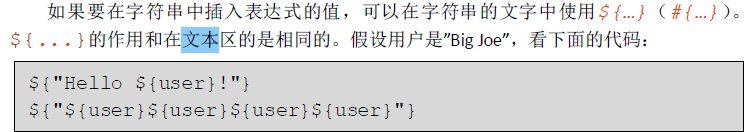 如果要在字符串中插入表达式的值，可以在字符串的文字中使用${…}（#{…}）。
${...}的作用和在文本区的是相同的。假设用户是”Big Joe”，看下面的代码：
${"Hello ${user}!"}
${"${user}${user}${user}${user}"}